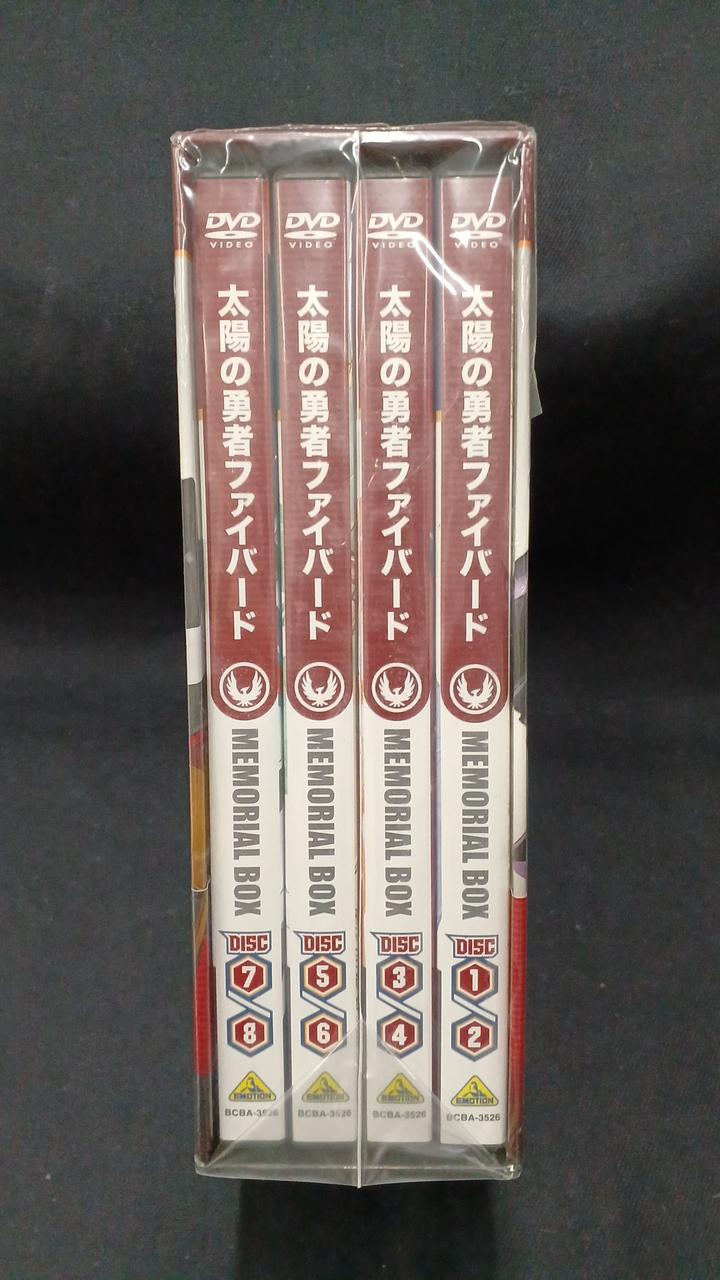 DVD
VIDEO
太陽の勇者ファイバード
MEMORIAL BOX
DISC
7
8
EMOTION
BCBA-3526
DVD
VIDEO
太陽の勇者ファイバード
MEMORIAL BOX
DISC
5
6
EMOTION
BCBA-3526
DVD
VIDEO
太陽の勇者ファイバード
MEMORIAL BOX
DISC
3
4
EMOTION
BCBA-3526
DVD
VIDEO
太陽の勇者ファイバード
MEMORIAL BOX
DISC
1
2
EMOTION
BCBA-3526